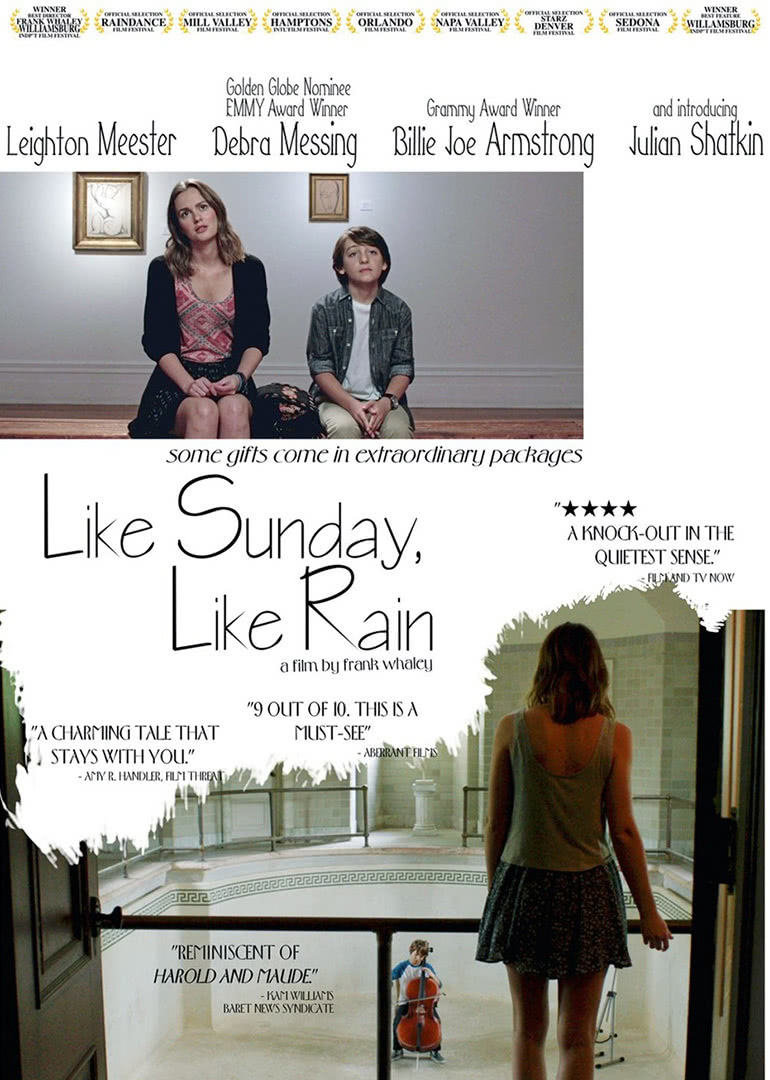 WINNER
BEST DIRECTOR
FRANK WHALEY
WILLIAMSBURG
IND'T FILM FESTIVAL
OFFICIAL SELECTION
RAINDANCE
FILM FESTIVAL
OFFICIAL SELECTION
MILL VALLEY
FILM FESTIVAL
OFFICIAL SELECTION
HAMPTONS
INT'L FILM FESTIVAL
OFFICIAL SELECTION
ORLANDO
FILM FESTIVAL
OFFICIAL SELECTION
NAPA VALLEY
FILM FESTIVAL
OFFICIAL SELECTION
STARZ
DENVER
FILM FESTIVAL
OFFICIAL SELECTION
SEDONA
FILM FESTIVAL
WINNER
BEST FEATURE
WILLIAMSBURG
IND'T FILM FESTIVAL
Leighton Meester
Golden Globe Nominee
EMMY Award Winner
Debra Messing
Grammy Award Winner
Billie Joe Armstrong
and introducing
Julian Shatkin
some gifts come in extraordinary packages
Like Sunday,
Like Rain
a film by frank whaley
"★★★★
A KNOCK-OUT IN THE
QUIETEST SENSE."
- FILM AND TV NOW
"9 OUT OF 10. THIS IS A
MUST-SEE"
- ABERRANT FILMS
"A CHARMING TALE THAT
STAYS WITH YOU."
- AMY R. HANDLER, FILM THREAT
"REMINISCENT OF
HAROLD AND MAUDE."
- KAM WILLIAMS
BARET NEWS SYNDICATE